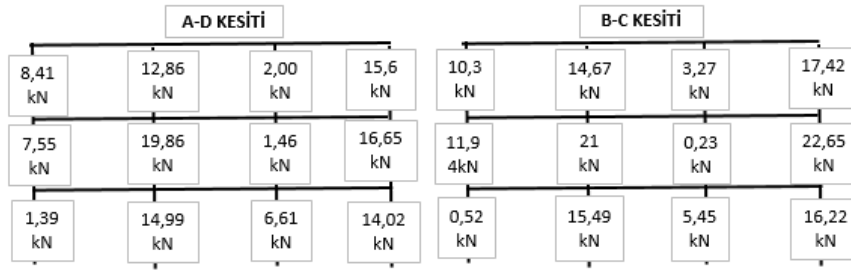 A-D KESİTİ
B-C KESİTİ
8,41
kN
12,86
kN
2,00
kN
15,6
kN
10,3
kN
14,67
kN
3,27
kN
17,42
kN
7,55
kN
19,86
kN
1,46
kN
16,65
kN
11,9
4kN
21
kN
0,23
kN
22,65
kN
1,39
kN
14,99
kN
6,61
kN
14,02
kN
0,52
kN
15,49
kN
5,45
kN
16,22
kN